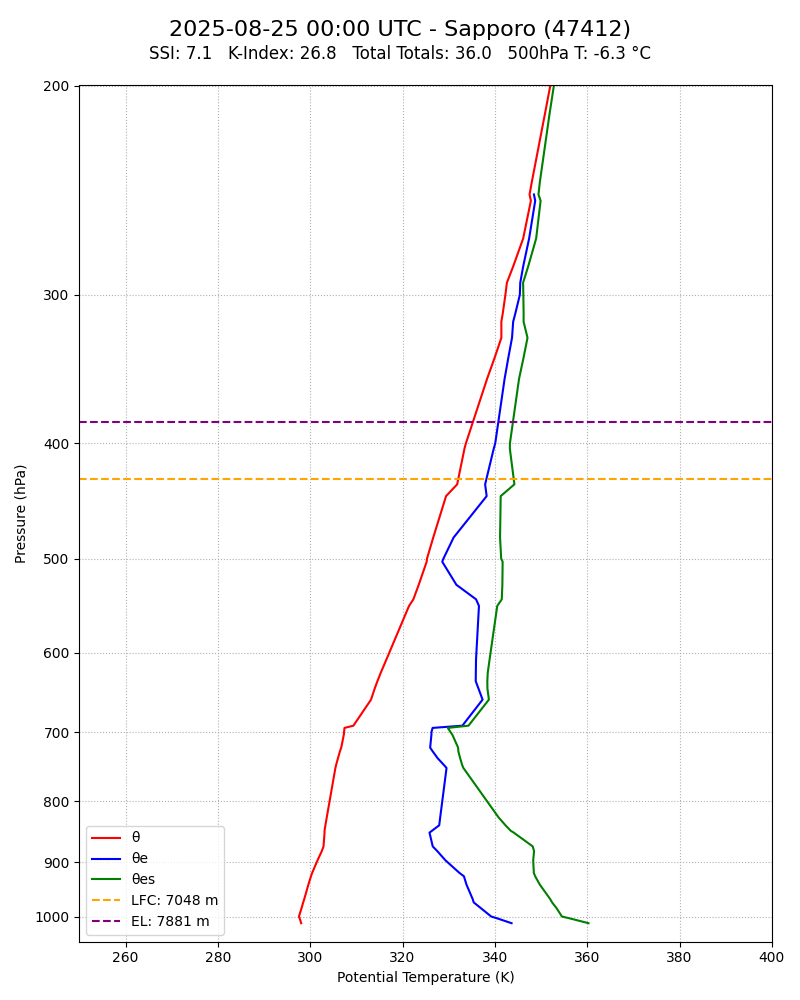 2025-08-25 00:00 UTC - Sapporo (47412)
SSI: 7.1 K-Index: 26.8 Total Totals: 36.0 500hPa T: -6.3 °C
200
300
400
500
600
700
800
900
1000
Pressure (hPa)
θ
θe
θes
LFC: 7048 m
EL: 7881 m
260 280 300 320 340 360 380 400
Potential Temperature (K)